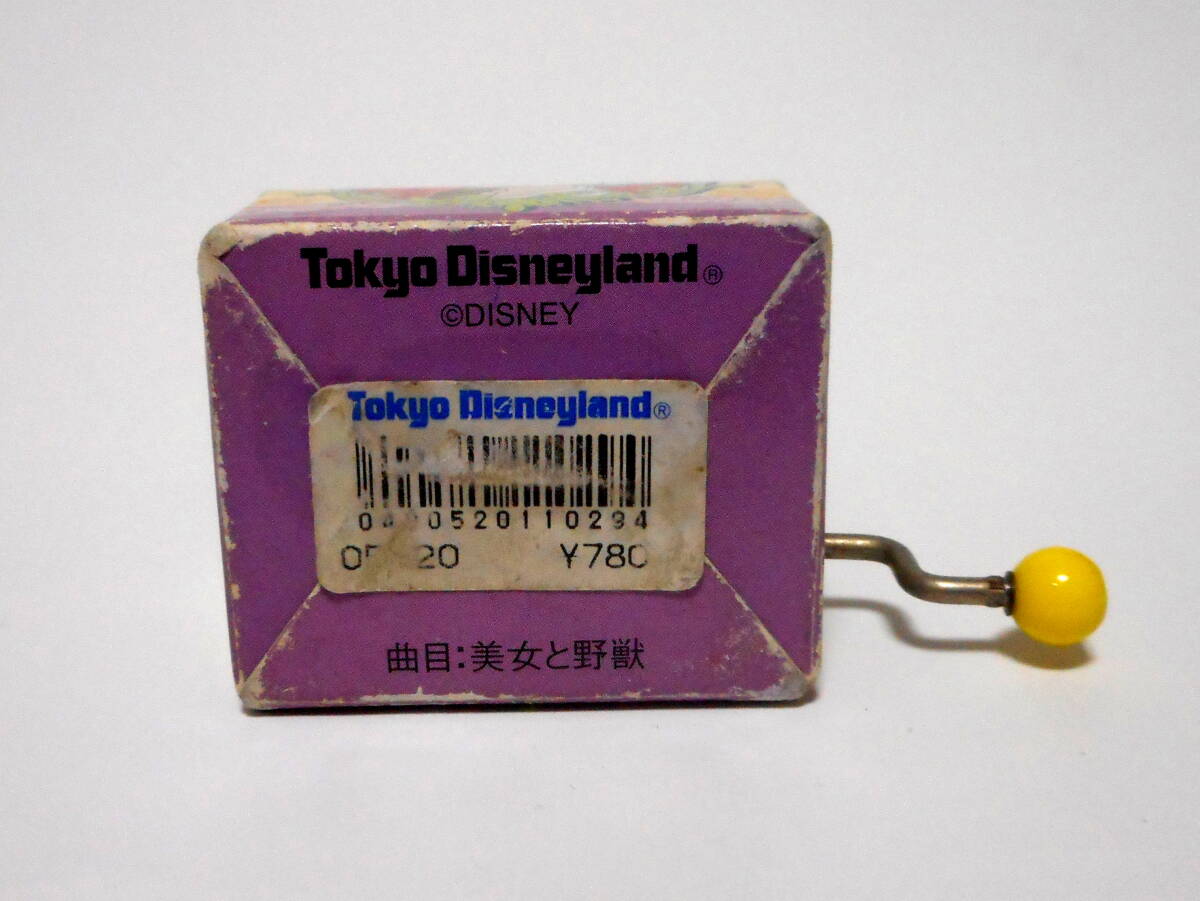 Tokyo Disneyland®
©DISNEY
Tokyo Disneyland®
¥780
曲目:美女と野獣